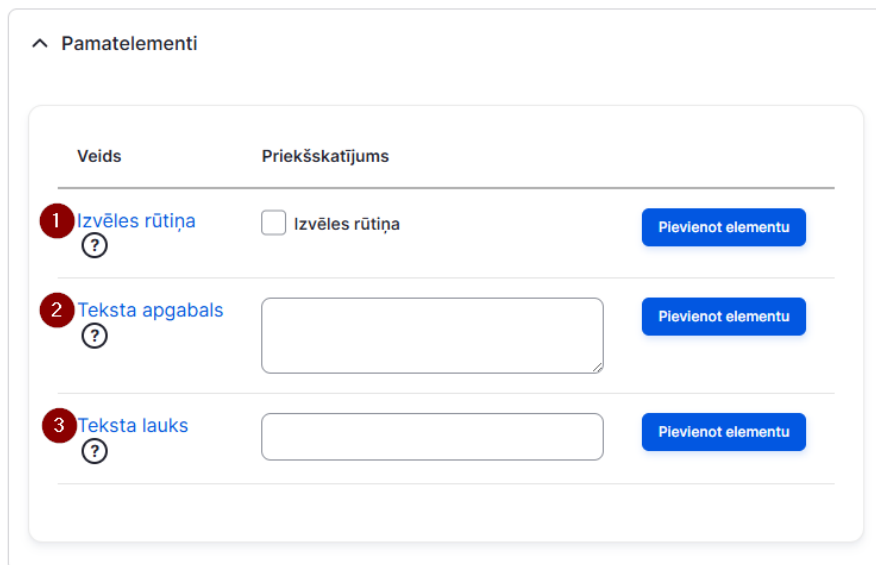 Pamatelementi
Veids Priekšskatījums
1 Izvēles rūtiņa ? Izvēles rūtiņa Pievienot elementu
2 Teksta apgabals ? Pievienot elementu
3 Teksta lauks ? Pievienot elementu